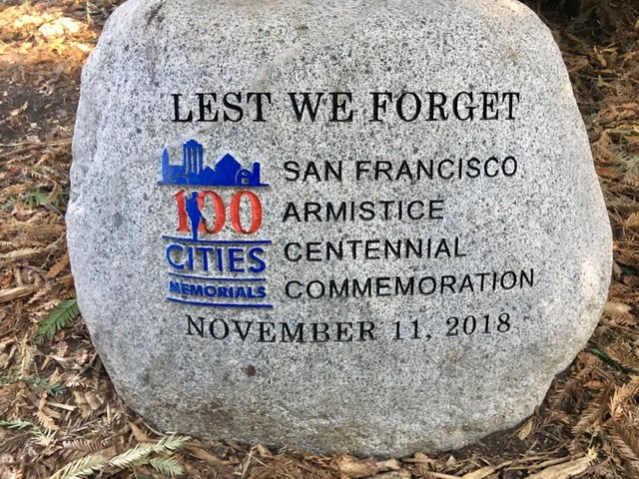 LEST WE FORGET
100
CITIES
MEMORIALS
SAN FRANCISCO
ARMISTICE
CENTENNIAL
COMMEMORATION
NOVEMBER 11, 2018